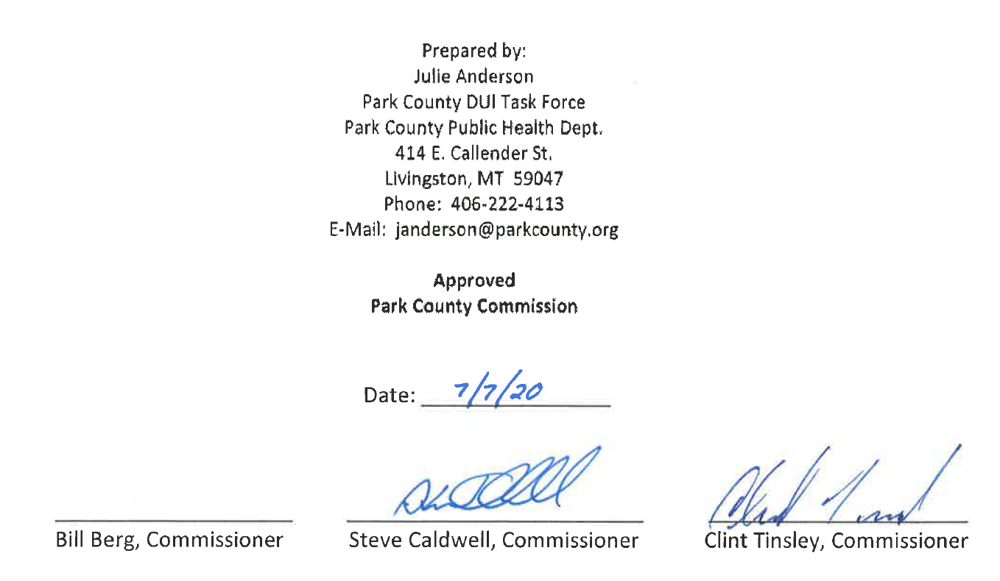 Prepared by:
Julie Anderson
Park County DUI Task Force
Park County Public Health Dept.
414 E. Callender St.
Livingston, MT 59047
Phone: 406-222-4113
E-Mail: janderson@parkcounty.org
Approved
Park County Commission
Date: 7/7/20
Bill Berg, Commissioner
Steve Caldwell, Commissioner
Clint Tinsley, Commissioner